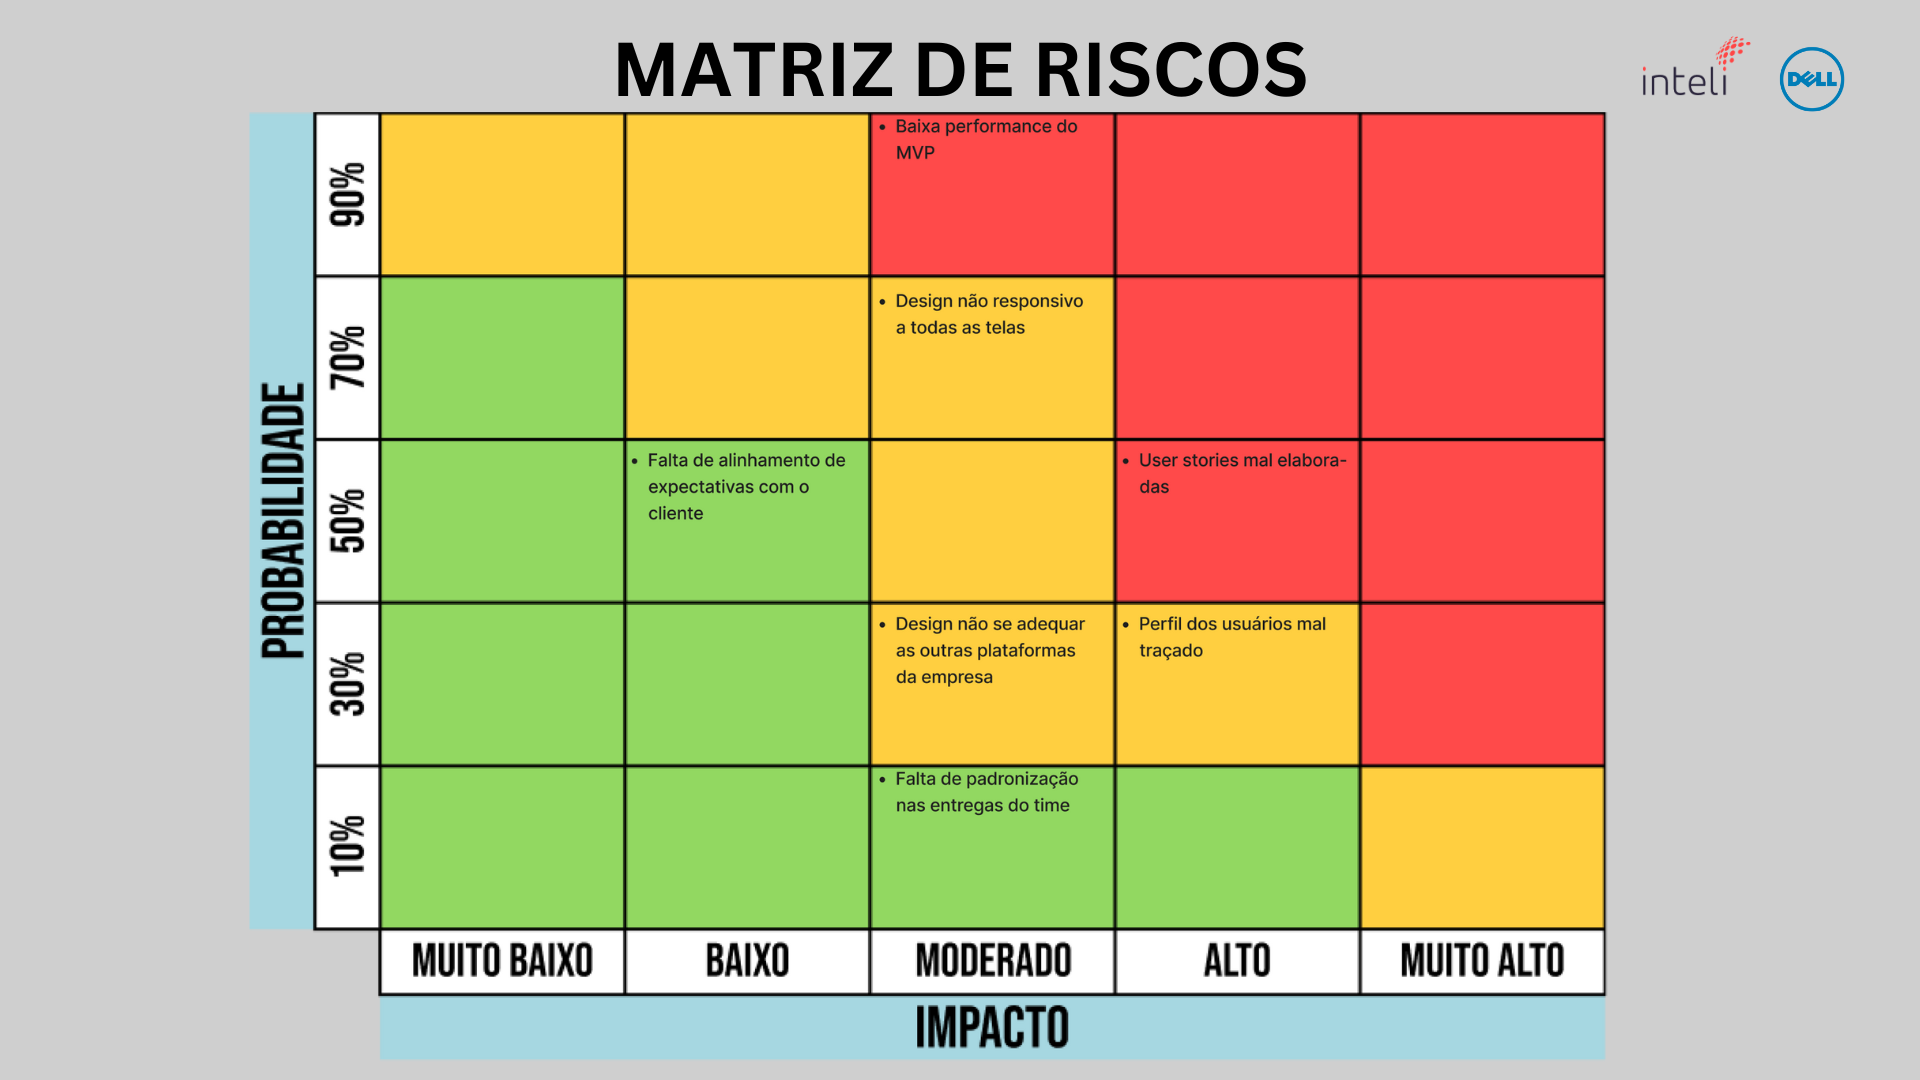 MATRIZ DE RISCOS
inteli
DELL
PROBABILIDADE
90%
• Baixa performance do
MVP
70%
• Design não responsivo
a todas as telas
50%
• Falta de alinhamento de
expectativas com o
cliente
• User stories mal elabora-
das
30%
• Design não se adequar
as outras plataformas
da empresa
• Perfil dos usuários mal
traçado
10%
• Falta de padronização
nas entregas do time
MUITO BAIXO
BAIXO
MODERADO
ALTO
MUITO ALTO
IMPACTO